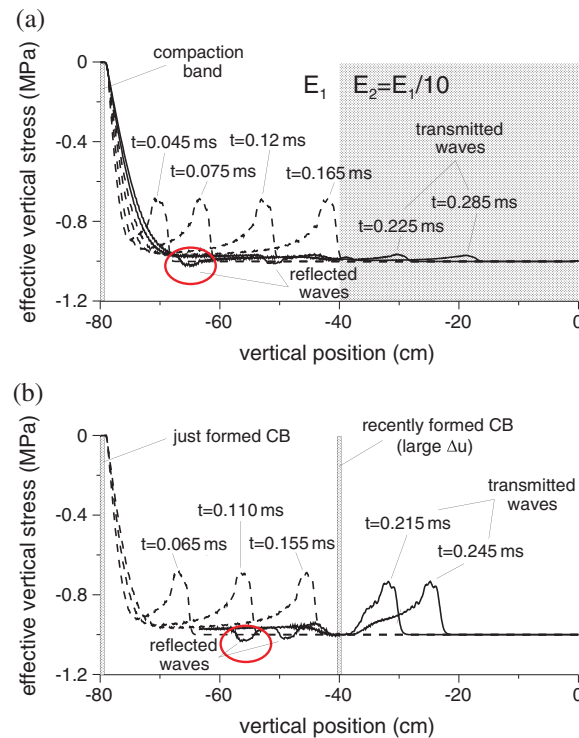 (a)
effective vertical stress (MPa)
0
-0.4
-0.8
-1.2
compaction
band
E1
E2=E1/10
t=0.045 ms
t=0.12 ms
t=0.075 ms
t=0.165 ms
transmitted
waves
t=0.285 ms
t=0.225 ms
reflected
waves
-80
-60
-40
-20
0
vertical position (cm)
(b)
effective vertical stress (MPa)
0
-0.4
-0.8
-1.2
just formed CB
recently formed CB
(large Δu)
transmitted
waves
t=0.110 ms
t=0.065 ms
t=0.155 ms
t=0.215 ms
t=0.245 ms
reflected
waves
-80
-60
-40
-20
0
vertical position (cm)